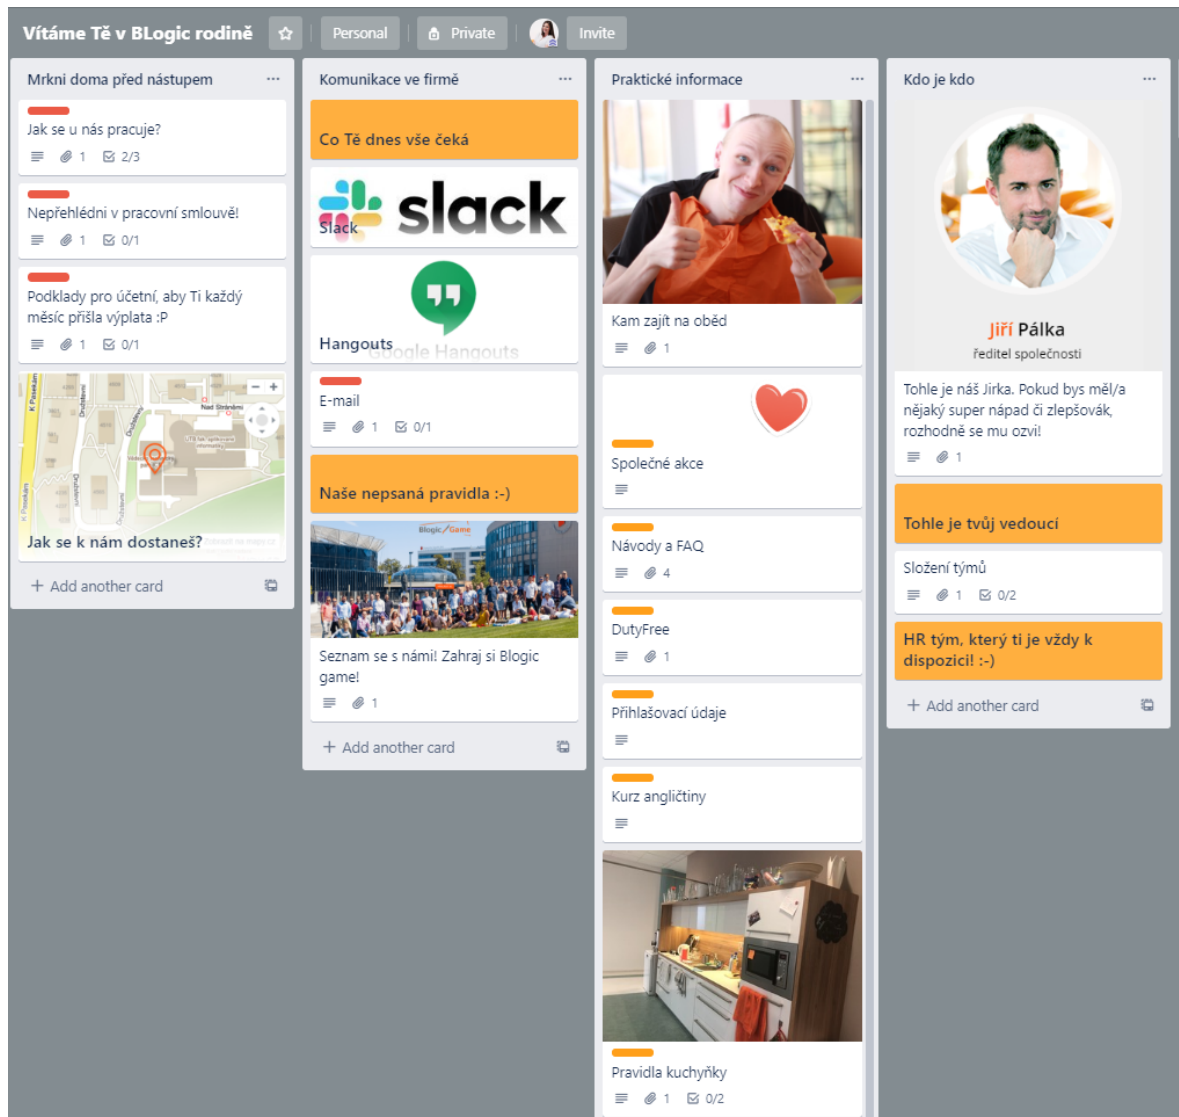 Vítáme Tě v BLogic rodině
Personal
Private
Invite
Mrkni doma před nástupem
Jak se u nás pracuje?
1 2/3
Nepřehlédni v pracovní smlouvě!
1 0/1
Podklady pro účetní, aby Ti každý
měsíc přišla výplata :P
1 0/1
K Pasekám
Družstevní
Nad Stráněmi
Jak se k nám dostaneš?
+ Add another card
Komunikace ve firmě
Co Tě dnes vše čeká
slack
Slack
Hangouts
Google Hangouts
E-mail
1 0/1
Naše nepsaná pravidla :-)
Blogic Game
Seznam se s námi! Zahraj si Blogic
game!
1
+ Add another card
Praktické informace
Kam zajít na oběd
1
Společné akce
Návody a FAQ
4
DutyFree
1
Přihlašovací údaje
Kurz angličtiny
Pravidla kuchyňky
1 0/2
Kdo je kdo
Jiří Pálka
ředitel společnosti
Tohle je náš Jirka. Pokud bys měl/a
nějaký super nápad či zlepšovák,
rozhodně se mu ozvi!
1
Tohle je tvůj vedoucí
Složení týmů
1 0/2
HR tým, který ti je vždy k
dispozici! :-)
+ Add another card